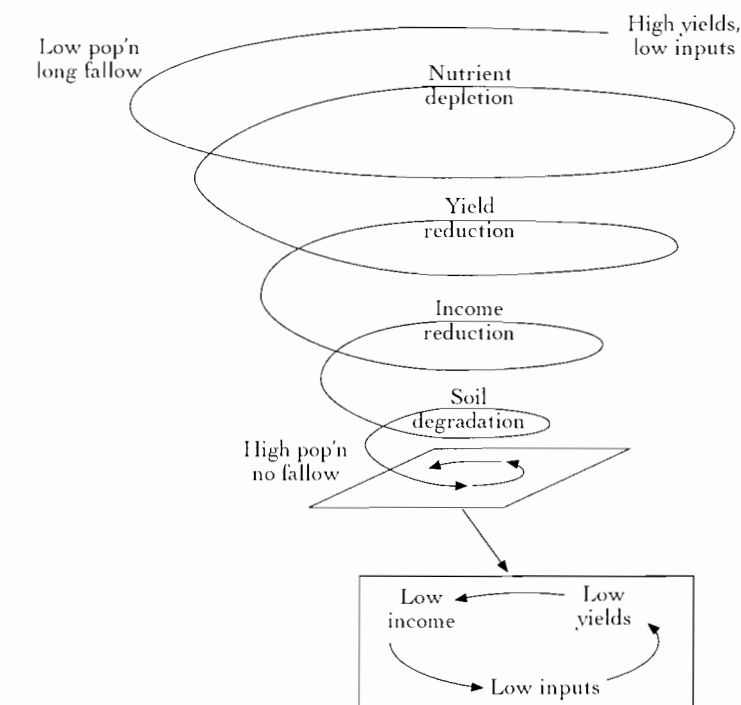 High yields,
low inputs
Low pop'n
long fallow
Nutrient
depletion
Yield
reduction
Income
reduction
Soil
degradation
High pop'n
no fallow
Low
income
Low
yields
Low inputs